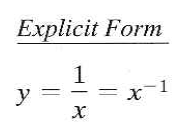 Explicit Form
y = 1/x = x⁻¹